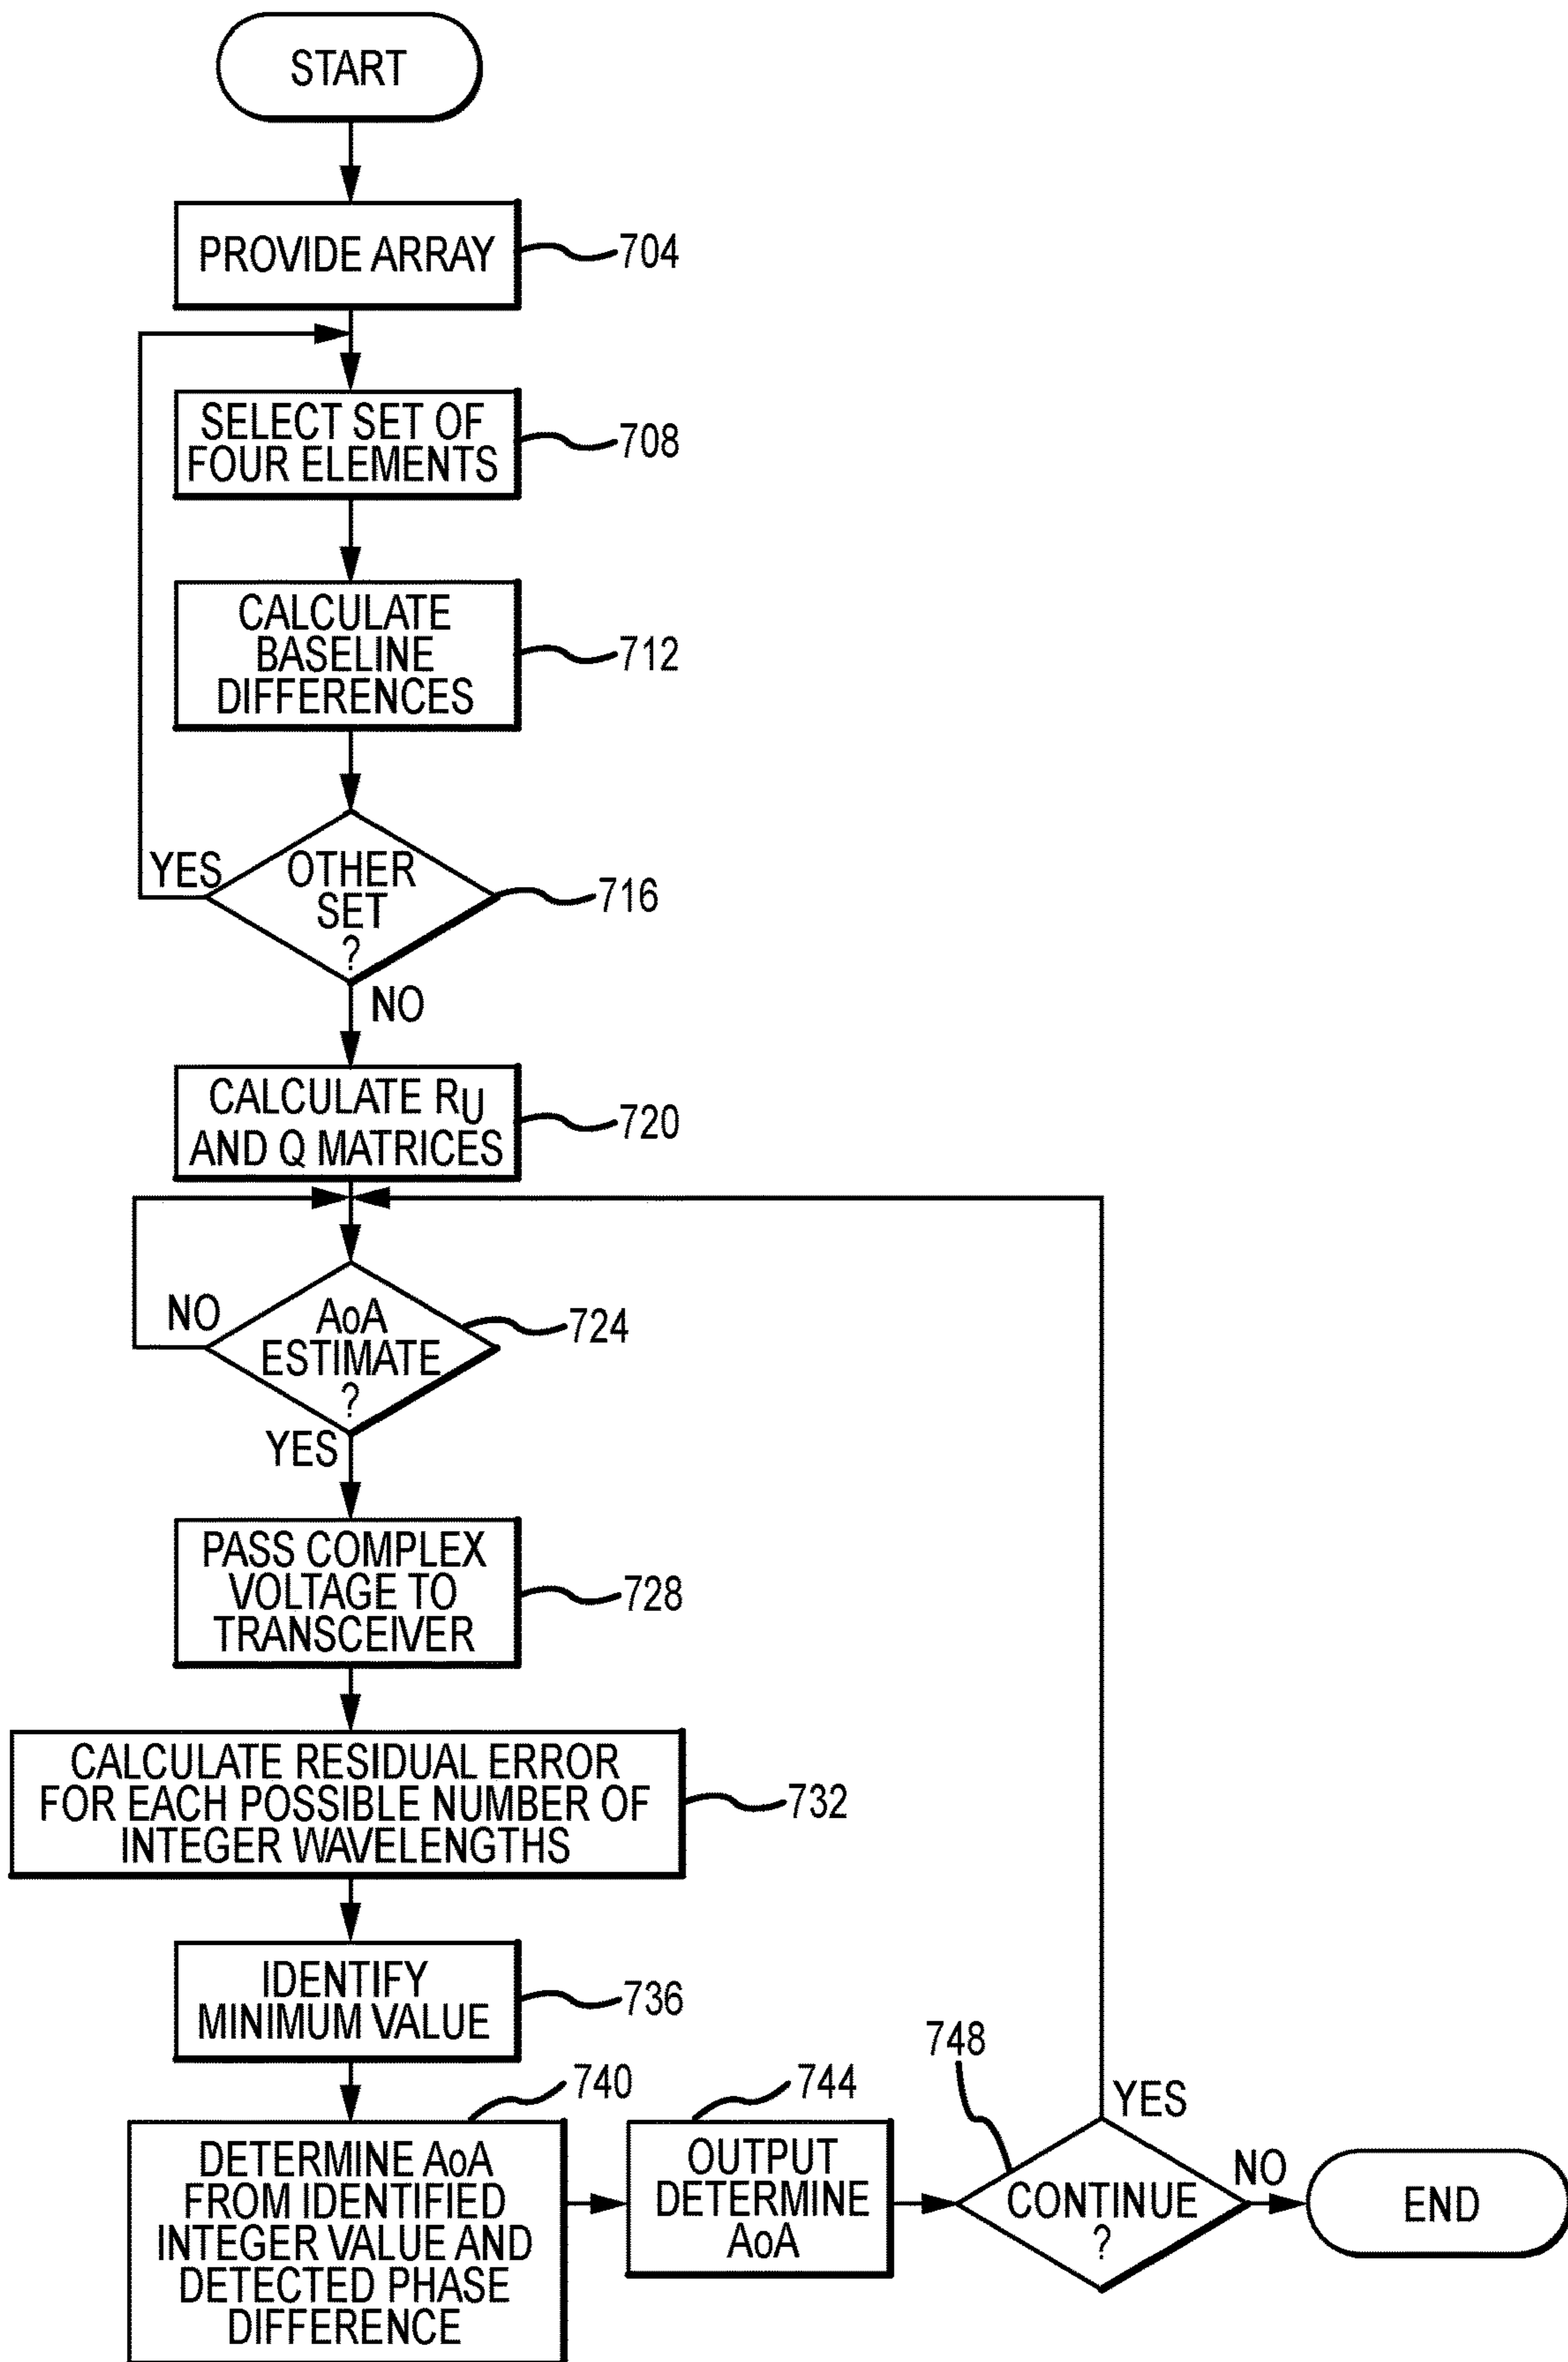 START
PROVIDE ARRAY
704
SELECT SET OF
FOUR ELEMENTS
708
CALCULATE
BASELINE
DIFFERENCES
712
YES
OTHER
SET
?
716
NO
CALCULATE RU
AND Q MATRICES
720
NO
AoA
ESTIMATE
?
724
YES
PASS COMPLEX
VOLTAGE TO
TRANSCEIVER
728
CALCULATE RESIDUAL ERROR
FOR EACH POSSIBLE NUMBER OF
INTEGER WAVELENGTHS
732
IDENTIFY
MINIMUM VALUE
736
740
DETERMINE AoA
FROM IDENTIFIED
INTEGER VALUE AND
DETECTED PHASE
DIFFERENCE
744
OUTPUT
DETERMINE
AoA
748
YES
CONTINUE
?
NO
END